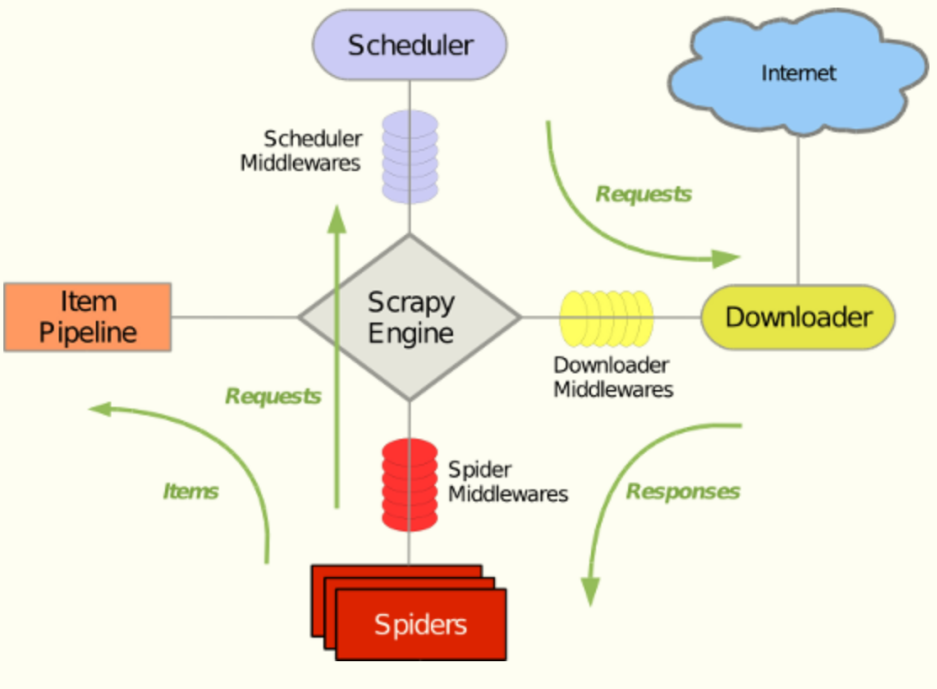 Scheduler
Internet
Scheduler
Middlewares
Requests
Item
Pipeline
Scrapy
Engine
Downloader
Downloader
Middlewares
Requests
Items
Spider
Middlewares
Responses
Spiders